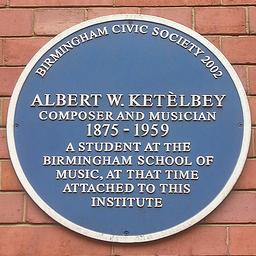 BIRMINGHAM CIVIC SOCIETY 2002
ALBERT W. KETÈLBEY
COMPOSER AND MUSICIAN
1875 - 1959
A STUDENT AT THE
BIRMINGHAM SCHOOL OF
MUSIC, AT THAT TIME
ATTACHED TO THIS
INSTITUTE